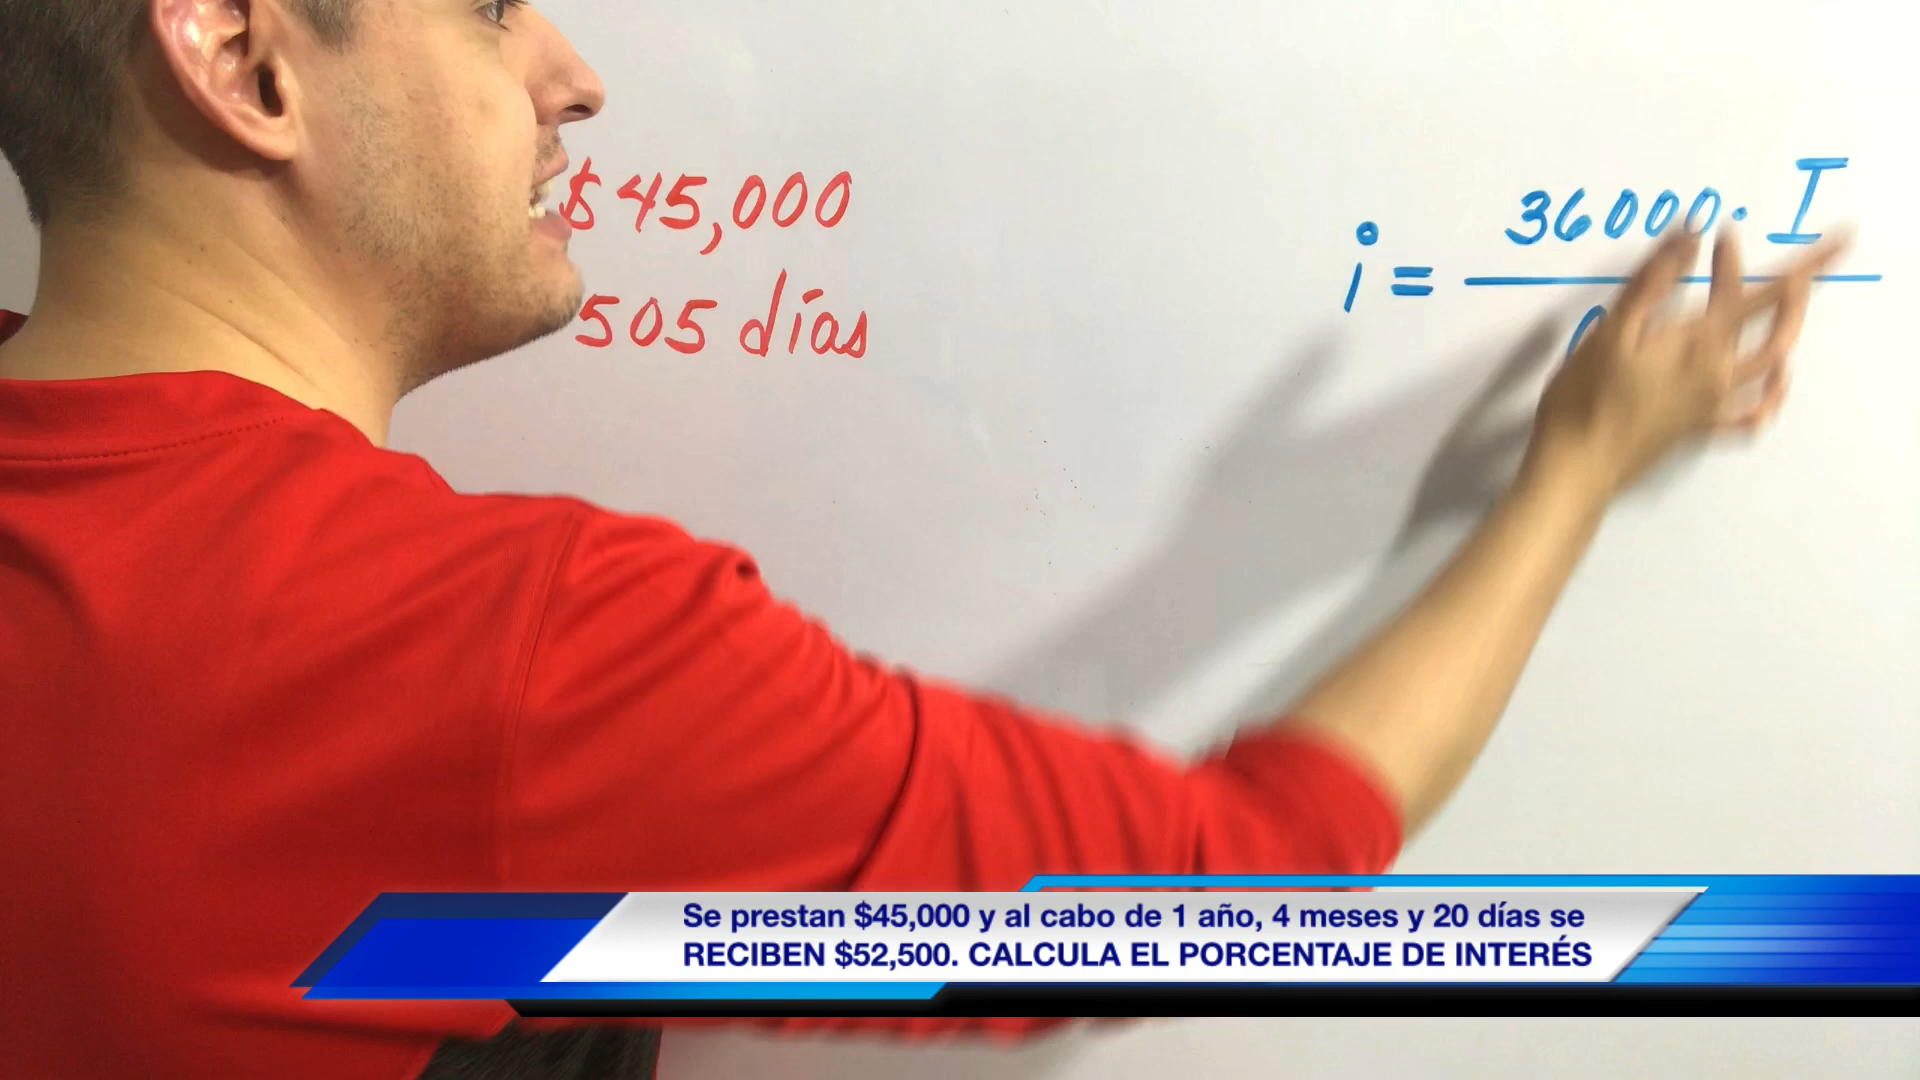 $45,000
505 días
i = 36000 · I
Se prestan $45,000 y al cabo de 1 año, 4 meses y 20 días se
RECIBEN $52,500. CALCULA EL PORCENTAJE DE INTERÉS